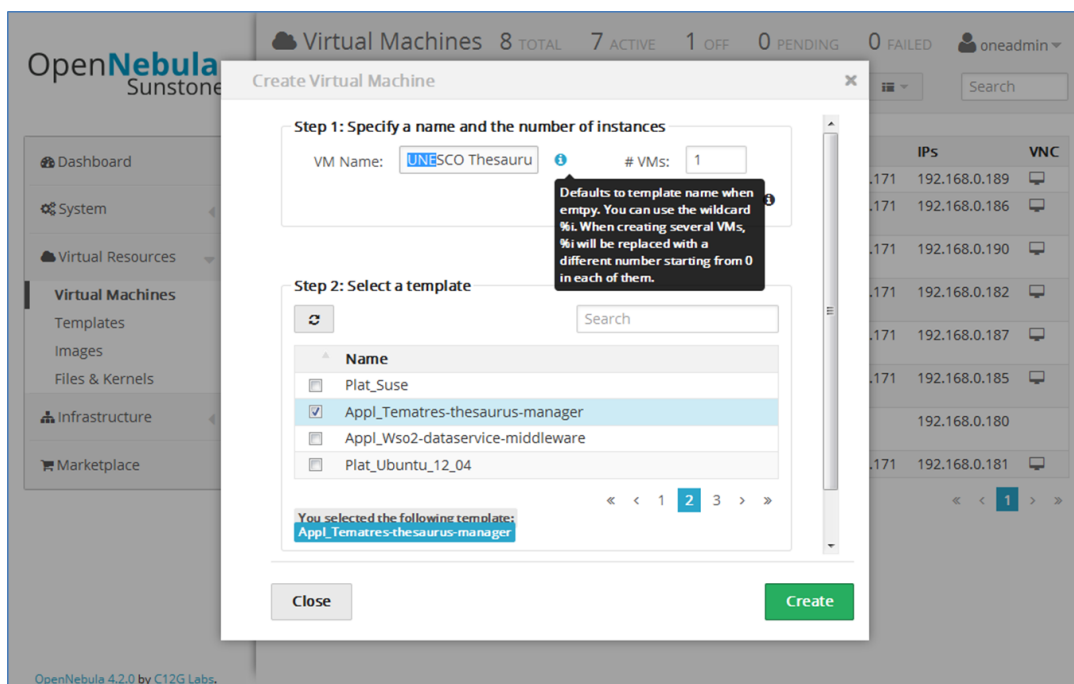 OpenNebula
Sunstone
Virtual Machines 8 TOTAL 7 ACTIVE 1 OFF 0 PENDING 0 FAILED oneadmin
Search
Dashboard
System
Virtual Resources
Virtual Machines
Templates
Images
Files & Kernels
Infrastructure
Marketplace
OpenNebula 4.2.0 by C12G Labs.
Create Virtual Machine ×
Step 1: Specify a name and the number of instances
VM Name: UNESCO Thesauru # VMs: 1
Defaults to template name when
emtpy. You can use the wildcard
%i. When creating several VMs,
%i will be replaced with a
different number starting from 0
in each of them.
Step 2: Select a template
Search
Name
Plat_Suse
Appl_Tematres-thesaurus-manager
Appl_Wso2-dataservice-middleware
Plat_Ubuntu_12_04
« < 1 2 3 > »
You selected the following template:
Appl_Tematres-thesaurus-manager
Close Create
IPs VNC
.171 192.168.0.189
.171 192.168.0.186
.171 192.168.0.190
.171 192.168.0.182
.171 192.168.0.187
.171 192.168.0.185
192.168.0.180
.171 192.168.0.181
« < 1 > »